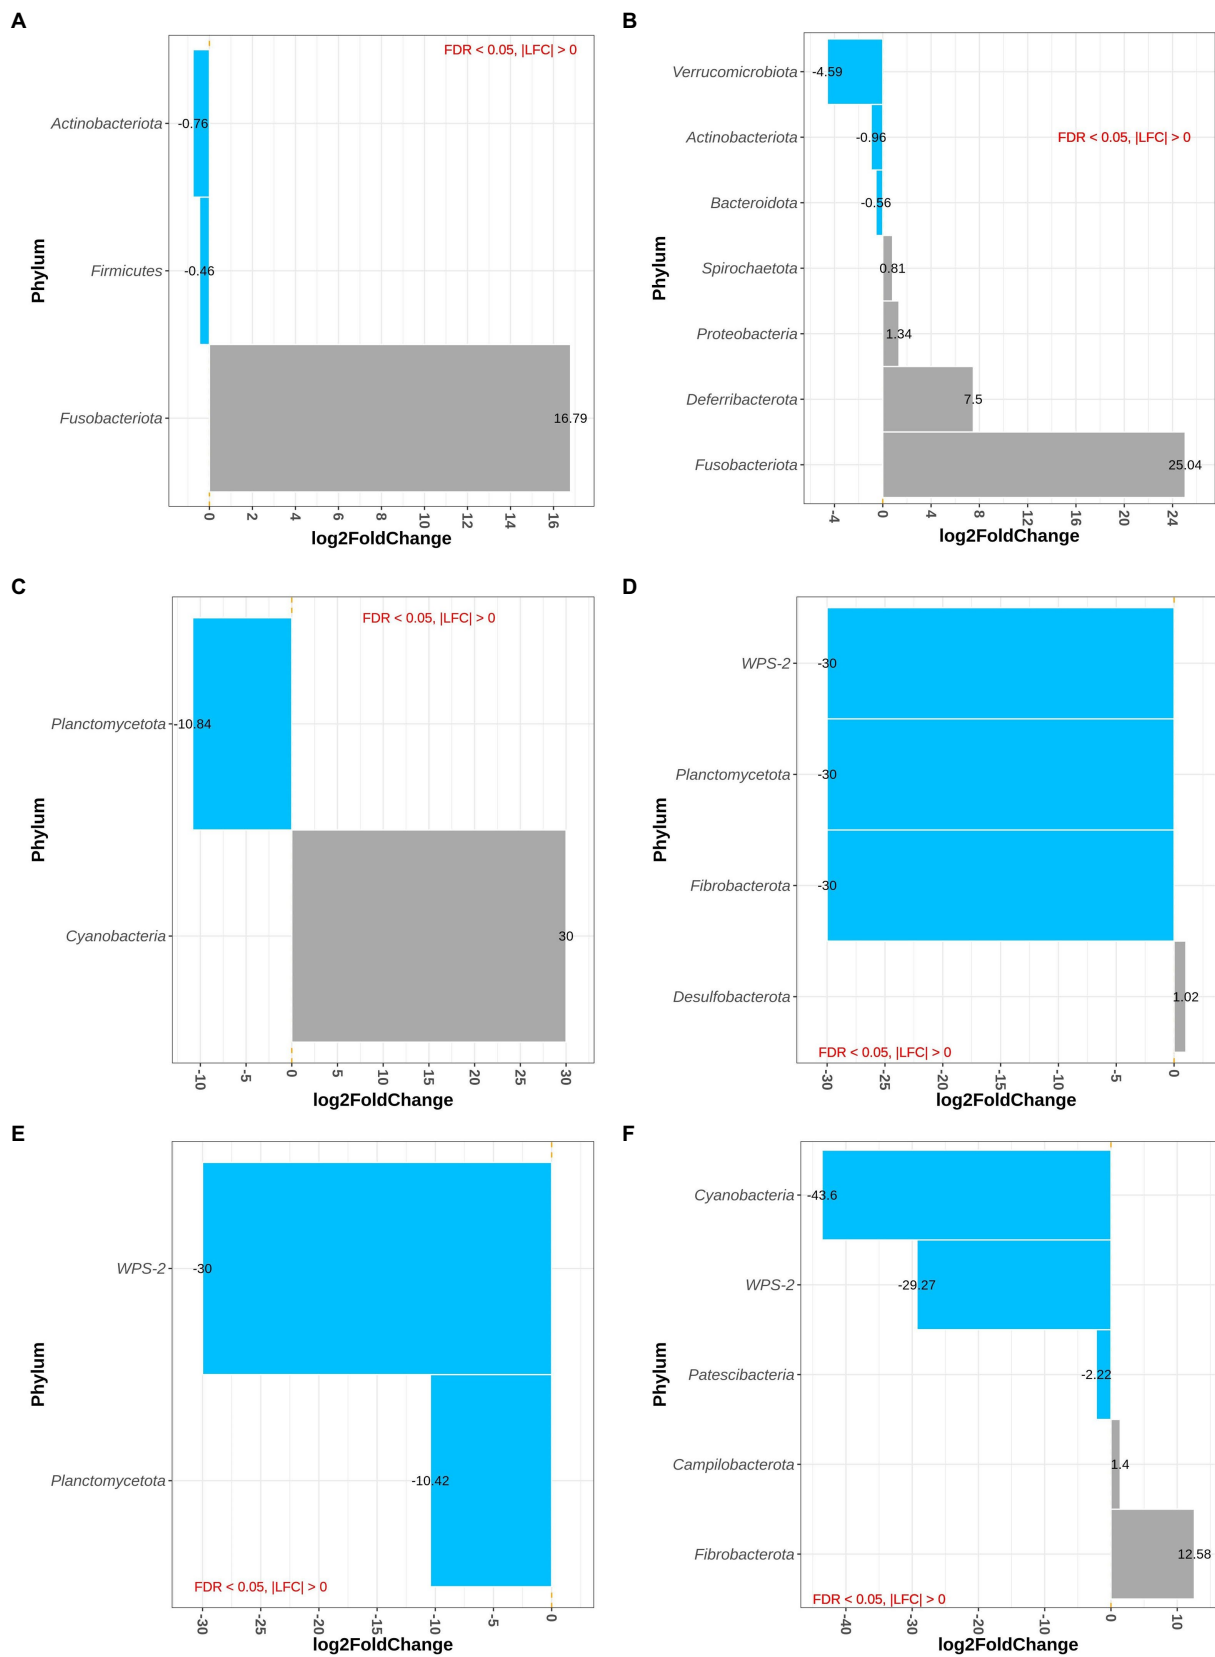 A
FDR < 0.05, |LFC| > 0
Phylum
Actinobacteriota
-0.76
Firmicutes
-0.46
Fusobacteriota
16.79
0 2 4 6 8 10 12 14 16
log2FoldChange
B
FDR < 0.05, |LFC| > 0
Phylum
Verrucomicrobiota
-4.59
Actinobacteriota
-0.96
Bacteroidota
-0.56
Spirochaetota
0.81
Proteobacteria
1.34
Deferribacterota
7.5
Fusobacteriota
25.04
-4 0 4 8 12 16 20 24
log2FoldChange
C
FDR < 0.05, |LFC| > 0
Phylum
Planctomycetota
-10.84
Cyanobacteria
30
-10 -5 0 5 10 15 20 25 30
log2FoldChange
D
Phylum
WPS-2
-30
Planctomycetota
-30
Fibrobacterota
-30
Desulfobacterota
1.02
FDR < 0.05, |LFC| > 0
-30 -25 -20 -15 -10 -5 0
log2FoldChange
E
Phylum
WPS-2
-30
Planctomycetota
-10.42
FDR < 0.05, |LFC| > 0
-30 -25 -20 -15 -10 -5 0
log2FoldChange
F
Phylum
Cyanobacteria
-43.6
WPS-2
-29.27
Patescibacteria
-2.22
Campilobacterota
1.4
Fibrobacterota
12.58
FDR < 0.05, |LFC| > 0
-40 -30 -20 -10 0 10
log2FoldChange